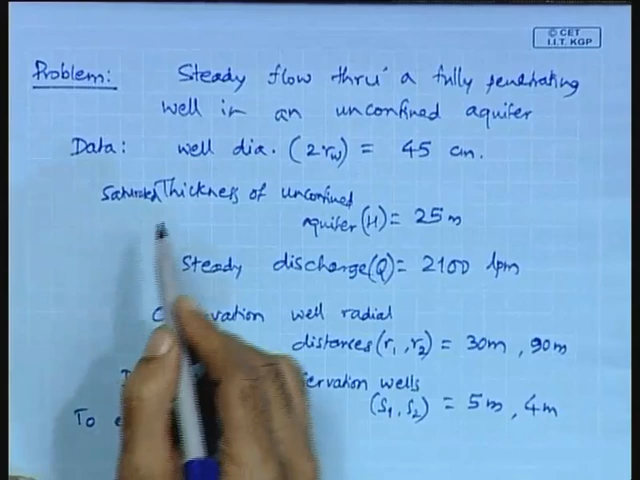 © CET
I.I.T. KGP
Problem: Steady flow thru' a fully penetrating
well in an unconfined aquifer
Data: well dia. (2rw) = 45 cm.
Saturated Thickness of unconfined
aquifer (H) = 25 m
Steady discharge (Q) = 2100 lpm
well radial
distances (r1, r2) = 30m, 90m
wells
(S1, S2) = 5m, 4m
To